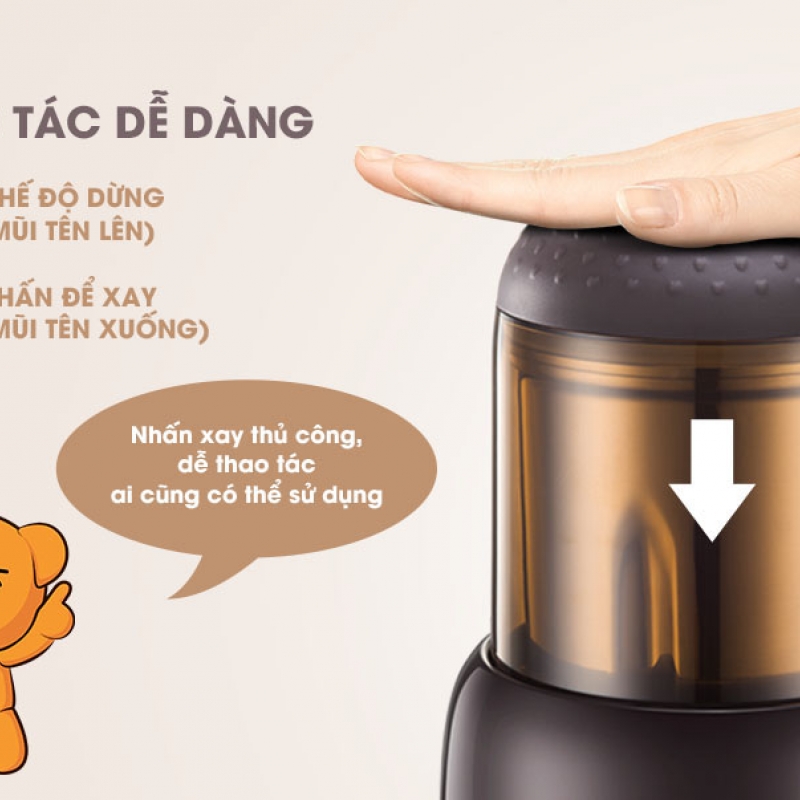 TÁC DỄ DÀNG
HẾ ĐỘ DỪNG
MŨI TÊN LÊN)
HẤN ĐỂ XAY
MŨI TÊN XUỐNG)
Nhấn xay thủ công,
dễ thao tác
ai cũng có thể sử dụng